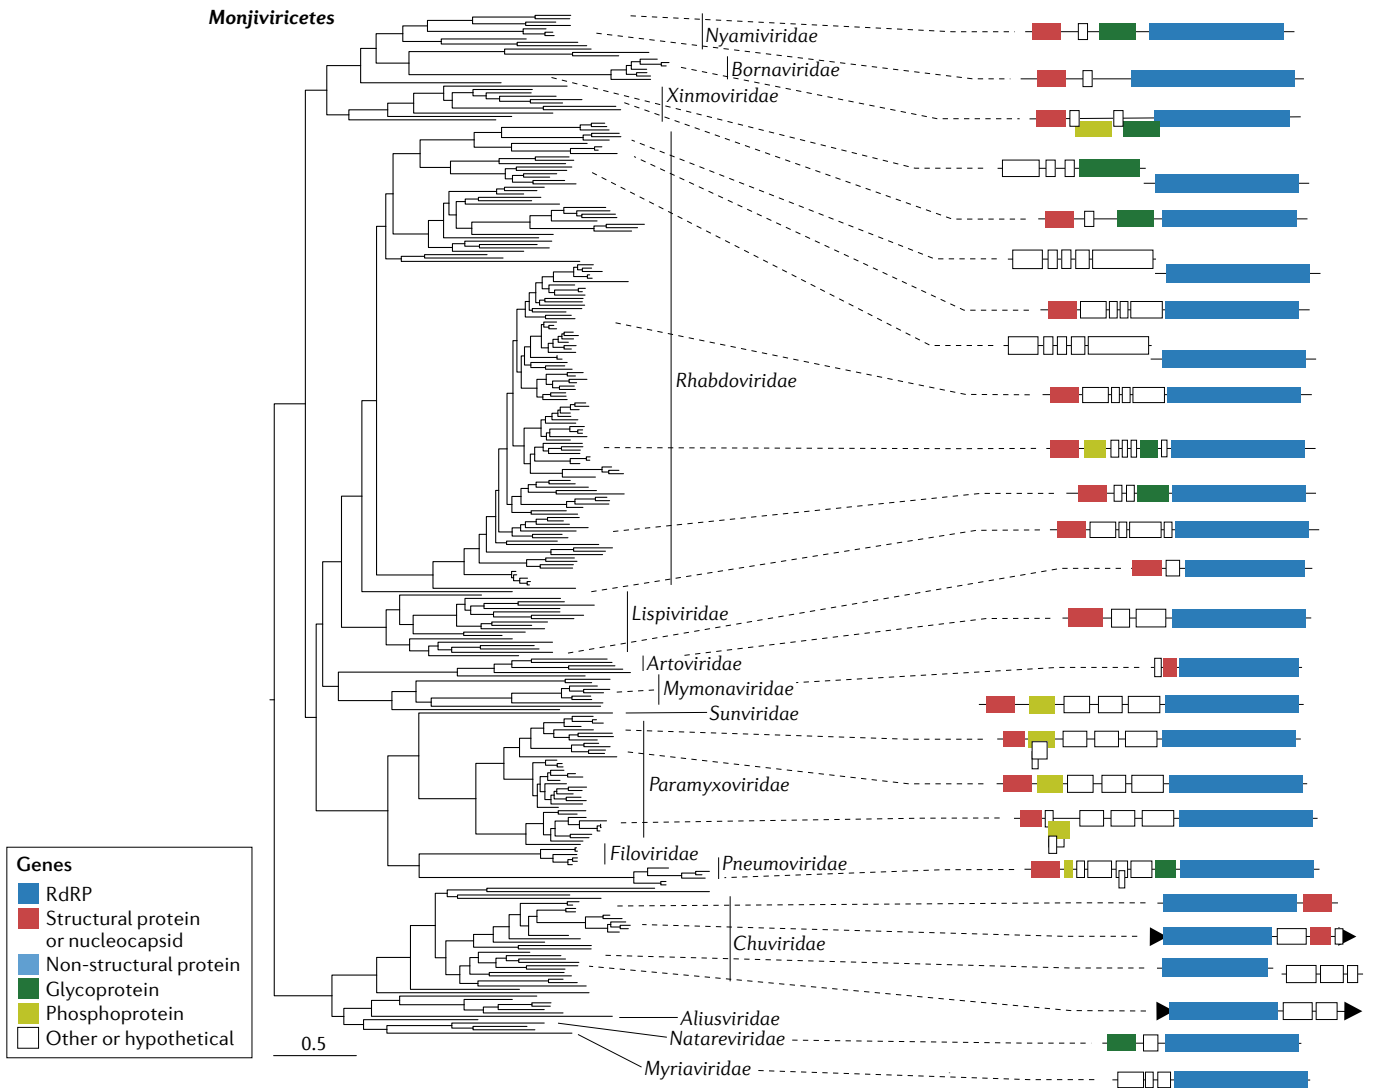 Monjiviricetes
Nyamiviridae
Bornaviridae
Xinmoviridae
Rhabdoviridae
Lispiviridae
Artoviridae
Mymonaviridae
Sunviridae
Paramyxoviridae
Filoviridae
Pneumoviridae
Chuviridae
Aliusviridae
Natareviridae
Myriaviridae
Genes
RdRP
Structural protein
or nucleocapsid
Non-structural protein
Glycoprotein
Phosphoprotein
Other or hypothetical
0.5